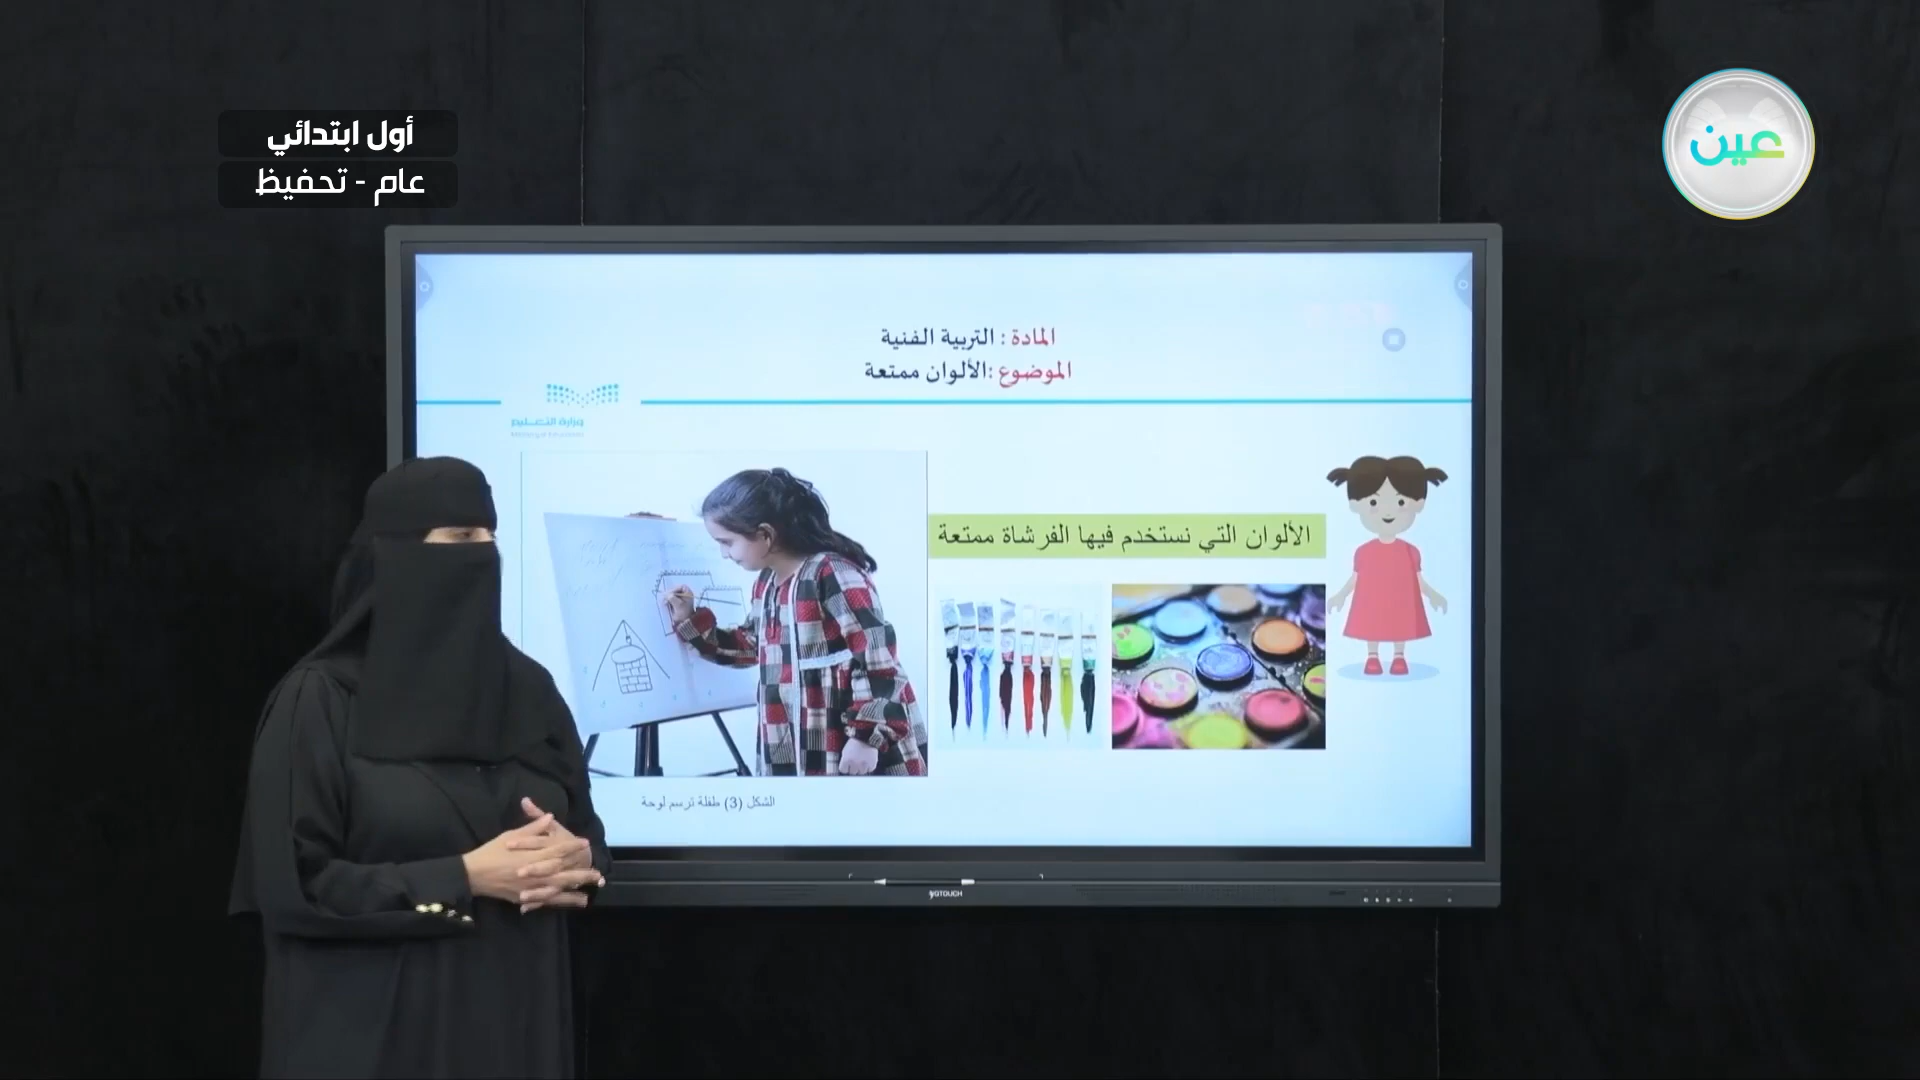 أول ابتدائي
عام - تحفيظ
عين
المادة : التربية الفنية
الموضوع :الألوان ممتعة
وزارة التعليم
الألوان التي نستخدم فيها الفرشاة ممتعة
الشكل (3) طفلة ترسم لوحة